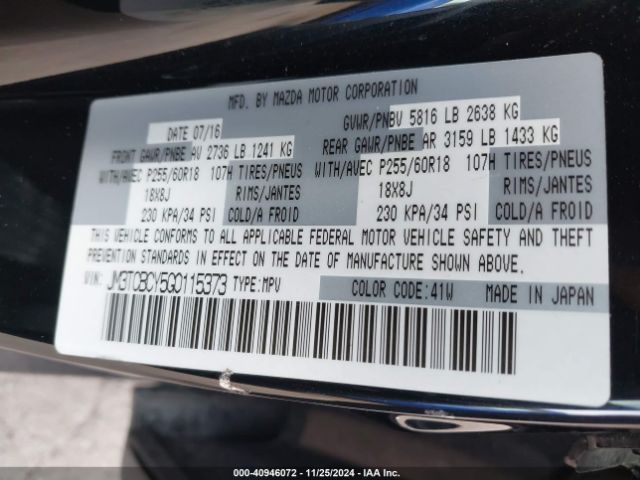 MFD. BY MAZDA MOTOR CORPORATION
DATE 07/16 GVWR/PNBV 5816 LB 2638 KG
FRONT GAWR/PNBE AV 2736 LB 1241 KG REAR GAWR/PNBE AR 3159 LB 1433 KG
WITH/AVEC P255/60R18 107H TIRES/PNEUS WITH/AVEC P255/60R18 107H TIRES/PNEUS
18X8J RIMS/JANTES 18X8J RIMS/JANTES
230 KPA/34 PSI COLD/A FROID 230 KPA/34 PSI COLD/A FROID
THIS VEHICLE CONFORMS TO ALL APPLICABLE FEDERAL MOTOR VEHICLE SAFETY AND THEFT
PREVENTION STANDARDS IN EFFECT ON THE DATE OF MANUFACTURE SHOWN ABOVE.
VIN: JM3TCBCY5G0115373 TYPE:MPV COLOR CODE:41W MADE IN JAPAN
000-40946072 - 11/25/2024 - IAA Inc.